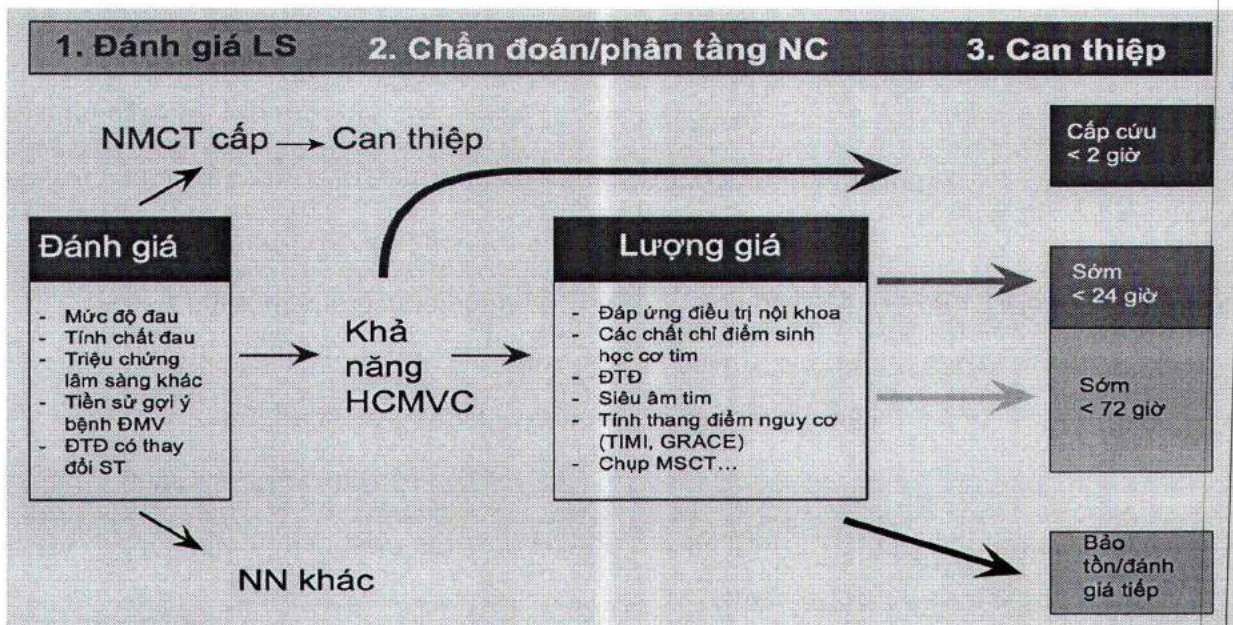 1. Đánh giá LS
2. Chẩn đoán/phân tầng NC
3. Can thiệp
NMCT cấp → Can thiệp
Cấp cứu
< 2 giờ
Đánh giá
- Mức độ đau
- Tính chất đau
- Triệu chứng
lâm sàng khác
- Tiền sử gợi ý
bệnh ĐMV
- ĐTĐ có thay
đổi ST
Khả
năng
HCMVC
Lượng giá
- Đáp ứng điều trị nội khoa
- Các chất chỉ điểm sinh
học cơ tim
- ĐTĐ
- Siêu âm tim
- Tính thang điểm nguy cơ
(TIMI, GRACE)
- Chụp MSCT...
Sớm
< 24 giờ
Sớm
< 72 giờ
NN khác
Bảo
tồn/đánh
giá tiếp